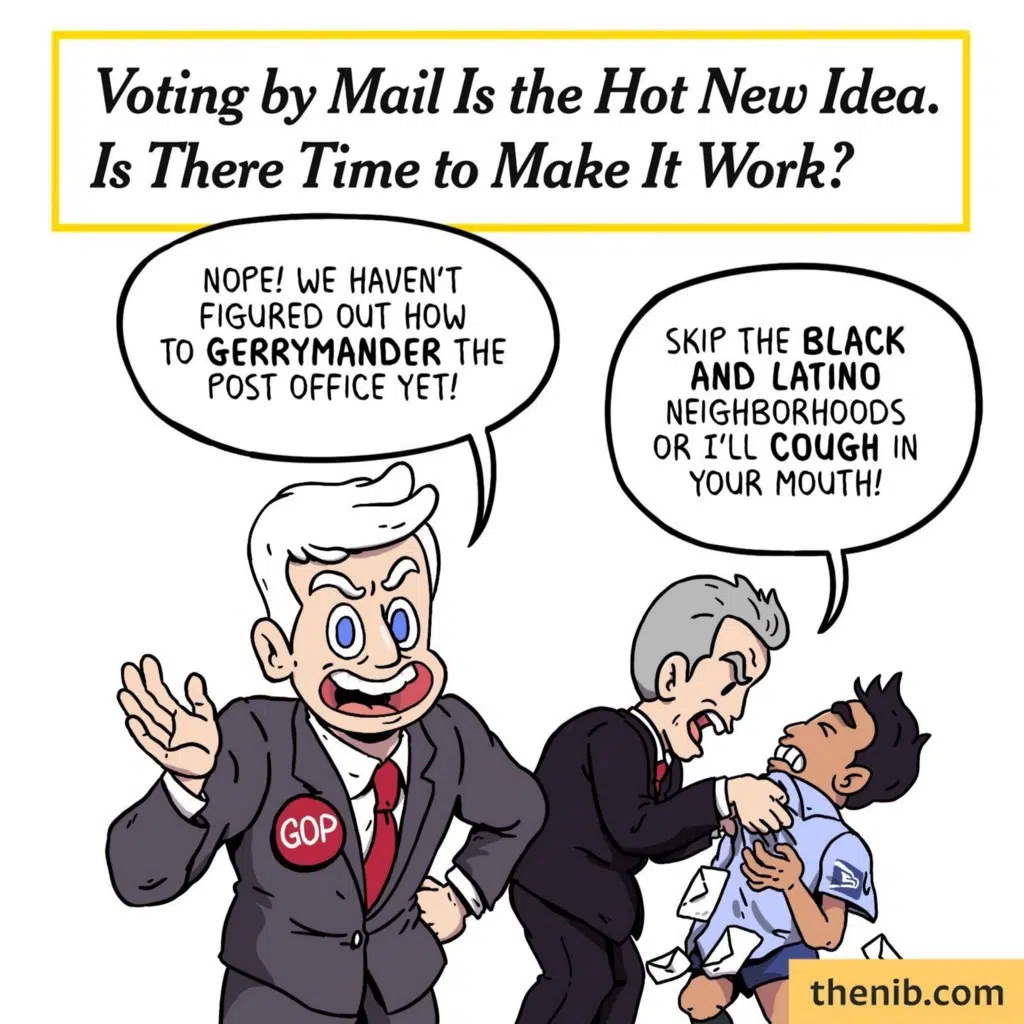 Voting by Mail Is the Hot New Idea.
Is There Time to Make It Work?
NOPE! WE HAVEN'T
FIGURED OUT HOW
TO GERRYMANDER THE
POST OFFICE YET!
SKIP THE BLACK
AND LATINO
NEIGHBORHOODS
OR I'LL COUGH IN
YOUR MOUTH!
GOP
thenib.com